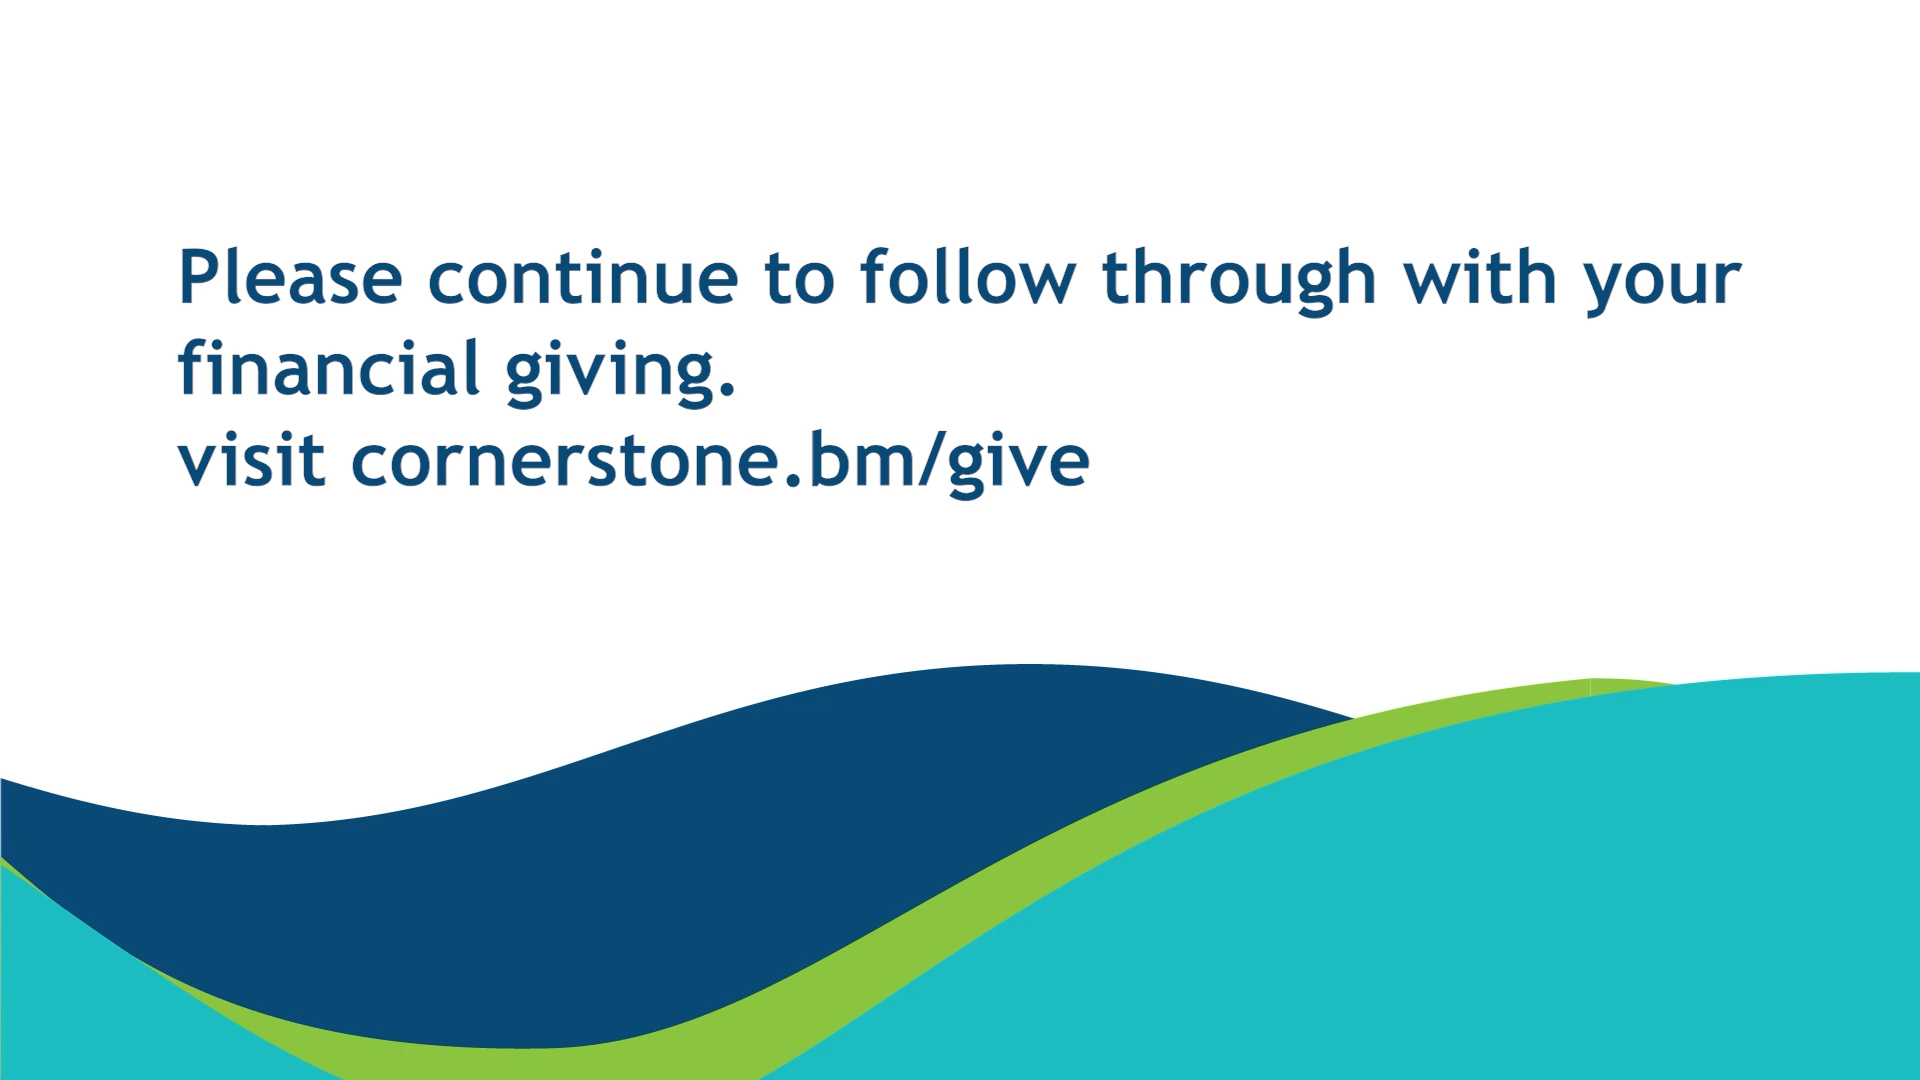 Please continue to follow through with your
financial giving.
visit cornerstone.bm/give